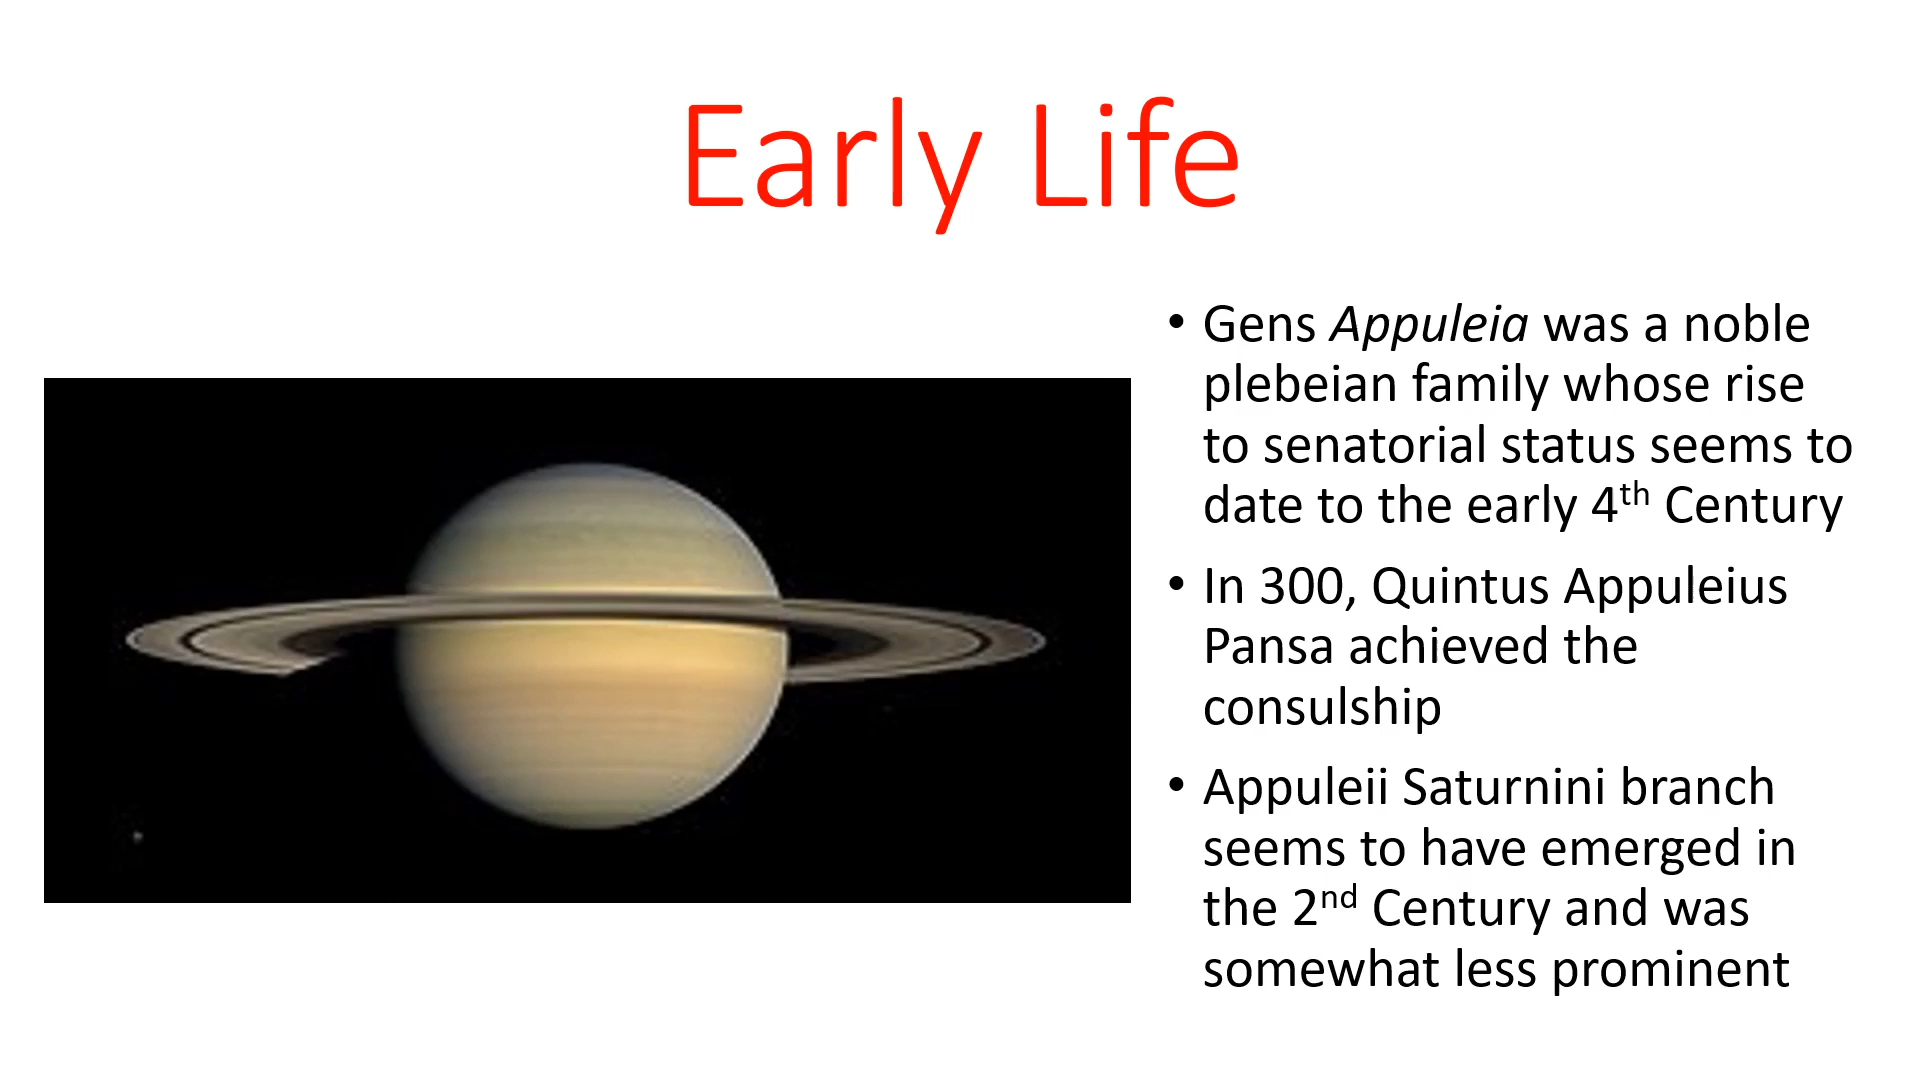 Early Life
• Gens Appuleia was a noble
plebeian family whose rise
to senatorial status seems to
date to the early 4th Century
• In 300, Quintus Appuleius
Pansa achieved the
consulship
• Appuleii Saturnini branch
seems to have emerged in
the 2nd Century and was
somewhat less prominent